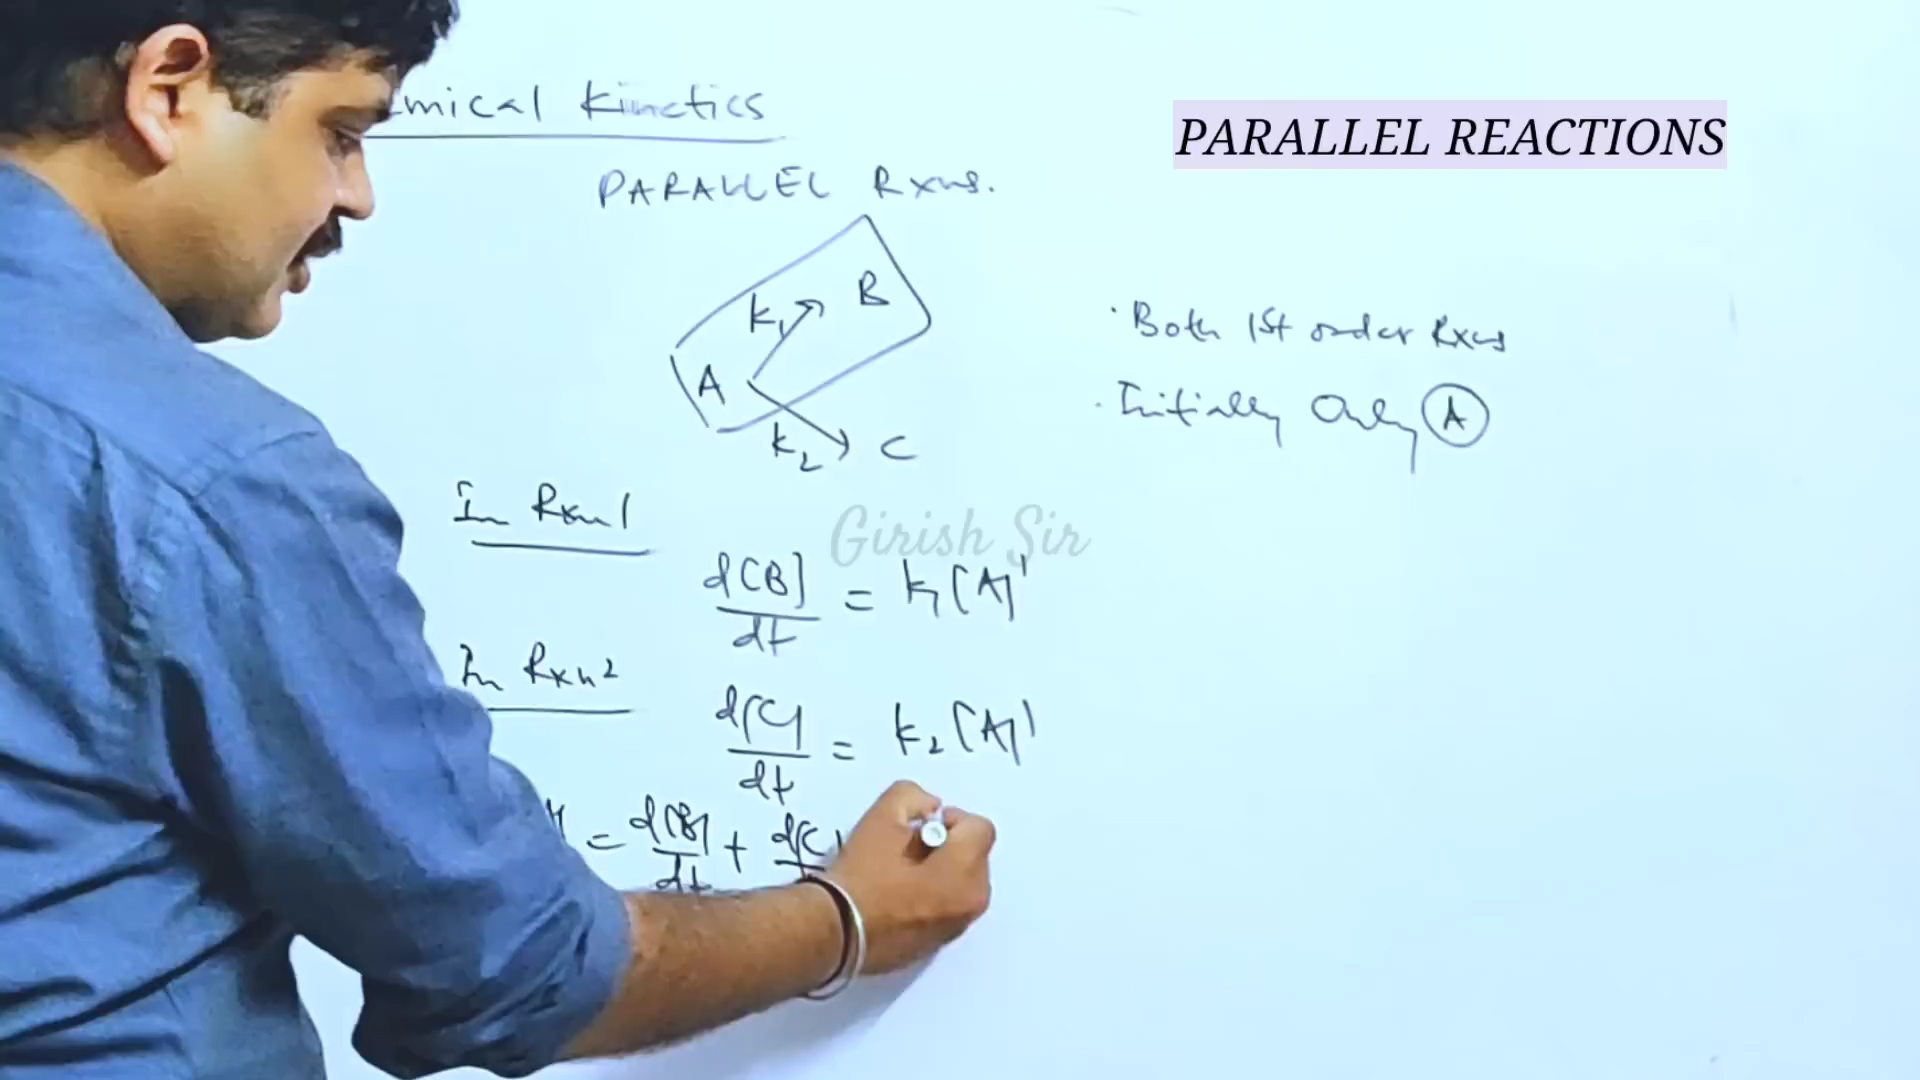 emical Kinetics
PARALLEL REACTIONS
PARALLEL Rxns.
k₁ B
A
k₂ C
· Both 1st order Rxns
· Initially Only A
In Rxn 1
Girish Sir
d[B]/dt = k₁[A]¹
In Rxn 2
d[C]/dt = k₂[A]¹
= d[B]/dt + d[C]